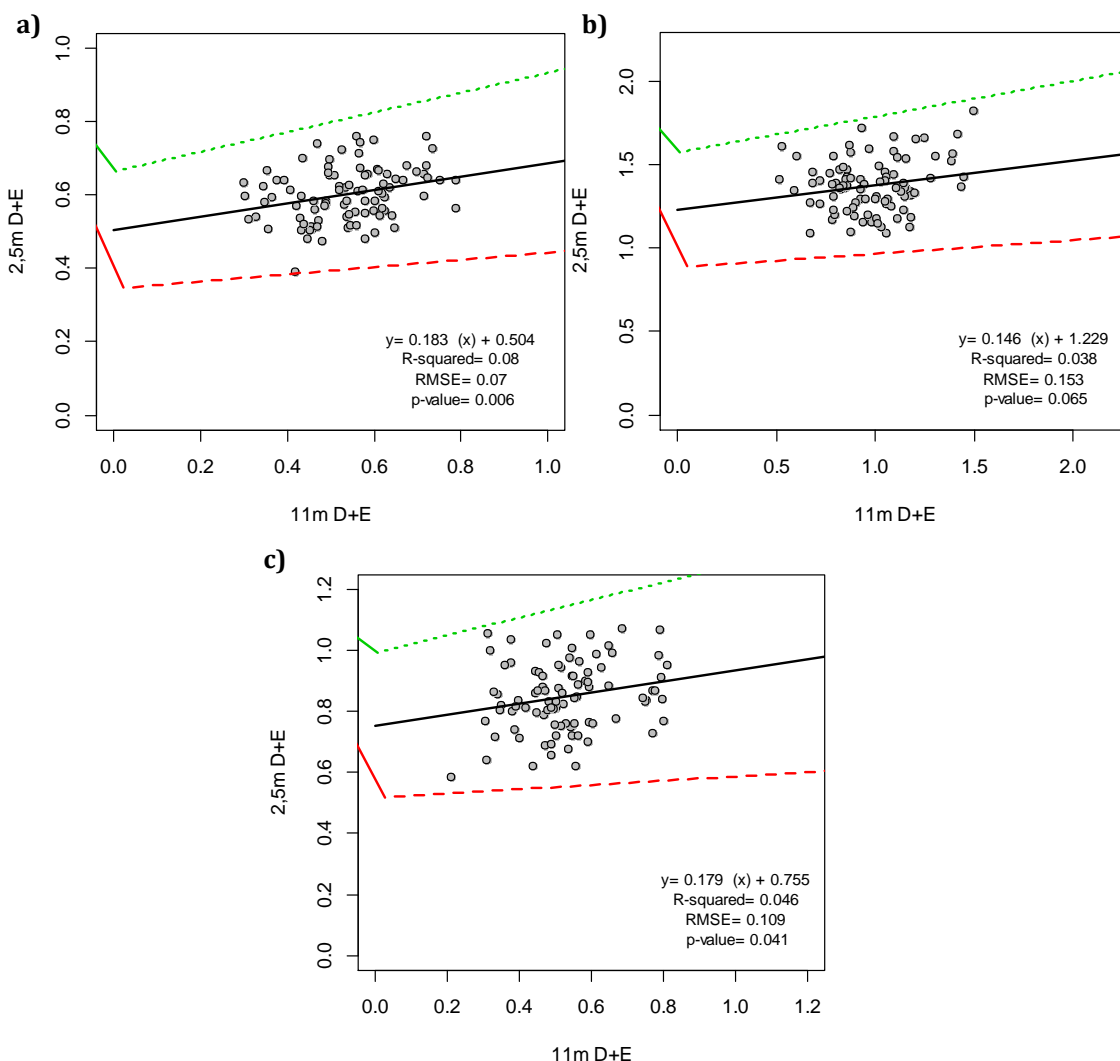 a)
1.0
0.8
0.6
0.4
0.2
0.0
2,5m D+E
y= 0.183 (x) + 0.504
R-squared= 0.08
RMSE= 0.07
p-value= 0.006
0.0 0.2 0.4 0.6 0.8 1.0
11m D+E
b)
2.0
1.5
1.0
0.5
0.0
2,5m D+E
y= 0.146 (x) + 1.229
R-squared= 0.038
RMSE= 0.153
p-value= 0.065
0.0 0.5 1.0 1.5 2.0
11m D+E
c)
1.2
1.0
0.8
0.6
0.4
0.2
0.0
2,5m D+E
y= 0.179 (x) + 0.755
R-squared= 0.046
RMSE= 0.109
p-value= 0.041
0.0 0.2 0.4 0.6 0.8 1.0 1.2
11m D+E